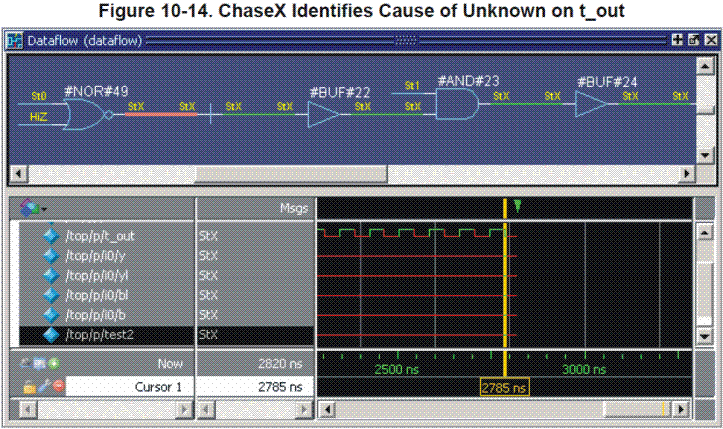 Figure 10-14. ChaseX Identifies Cause of Unknown on t_out
Dataflow (dataflow)
#NOR#49 #BUF#22 #AND#23 #BUF#24
St0 StX StX StX StX StX St1 StX StX StX StX StX
HiZ
Msgs
/top/p/t_out StX
/top/p/i0/y StX
/top/p/i0/yl StX
/top/p/i0/bl StX
/top/p/i0/b StX
/top/p/test2 StX
Now 2820 ns 2500 ns 3000 ns
Cursor 1 2785 ns 2785 ns